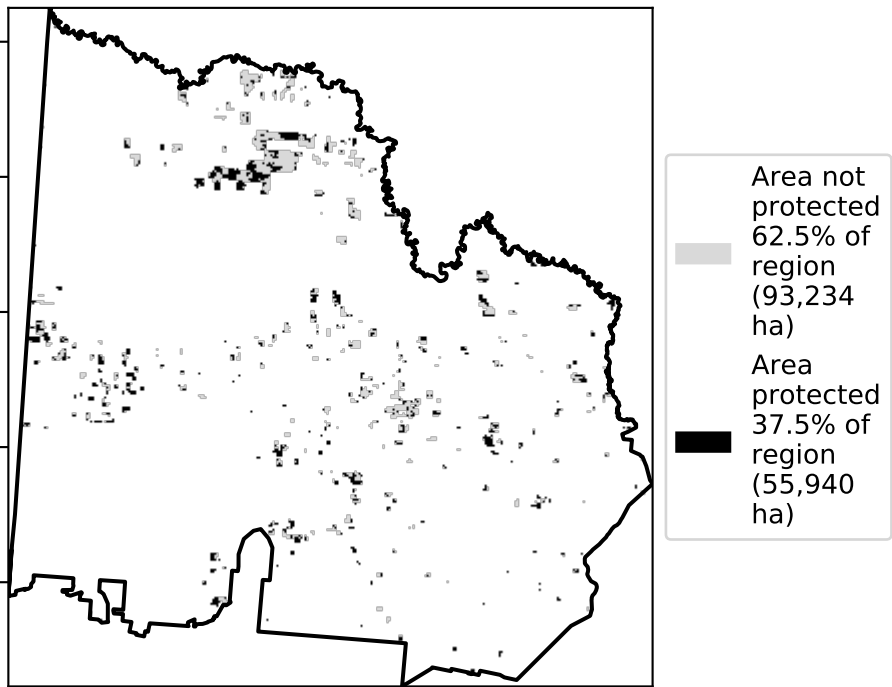 Area not
protected
62.5% of
region
(93,234
ha)
Area
protected
37.5% of
region
(55,940
ha)